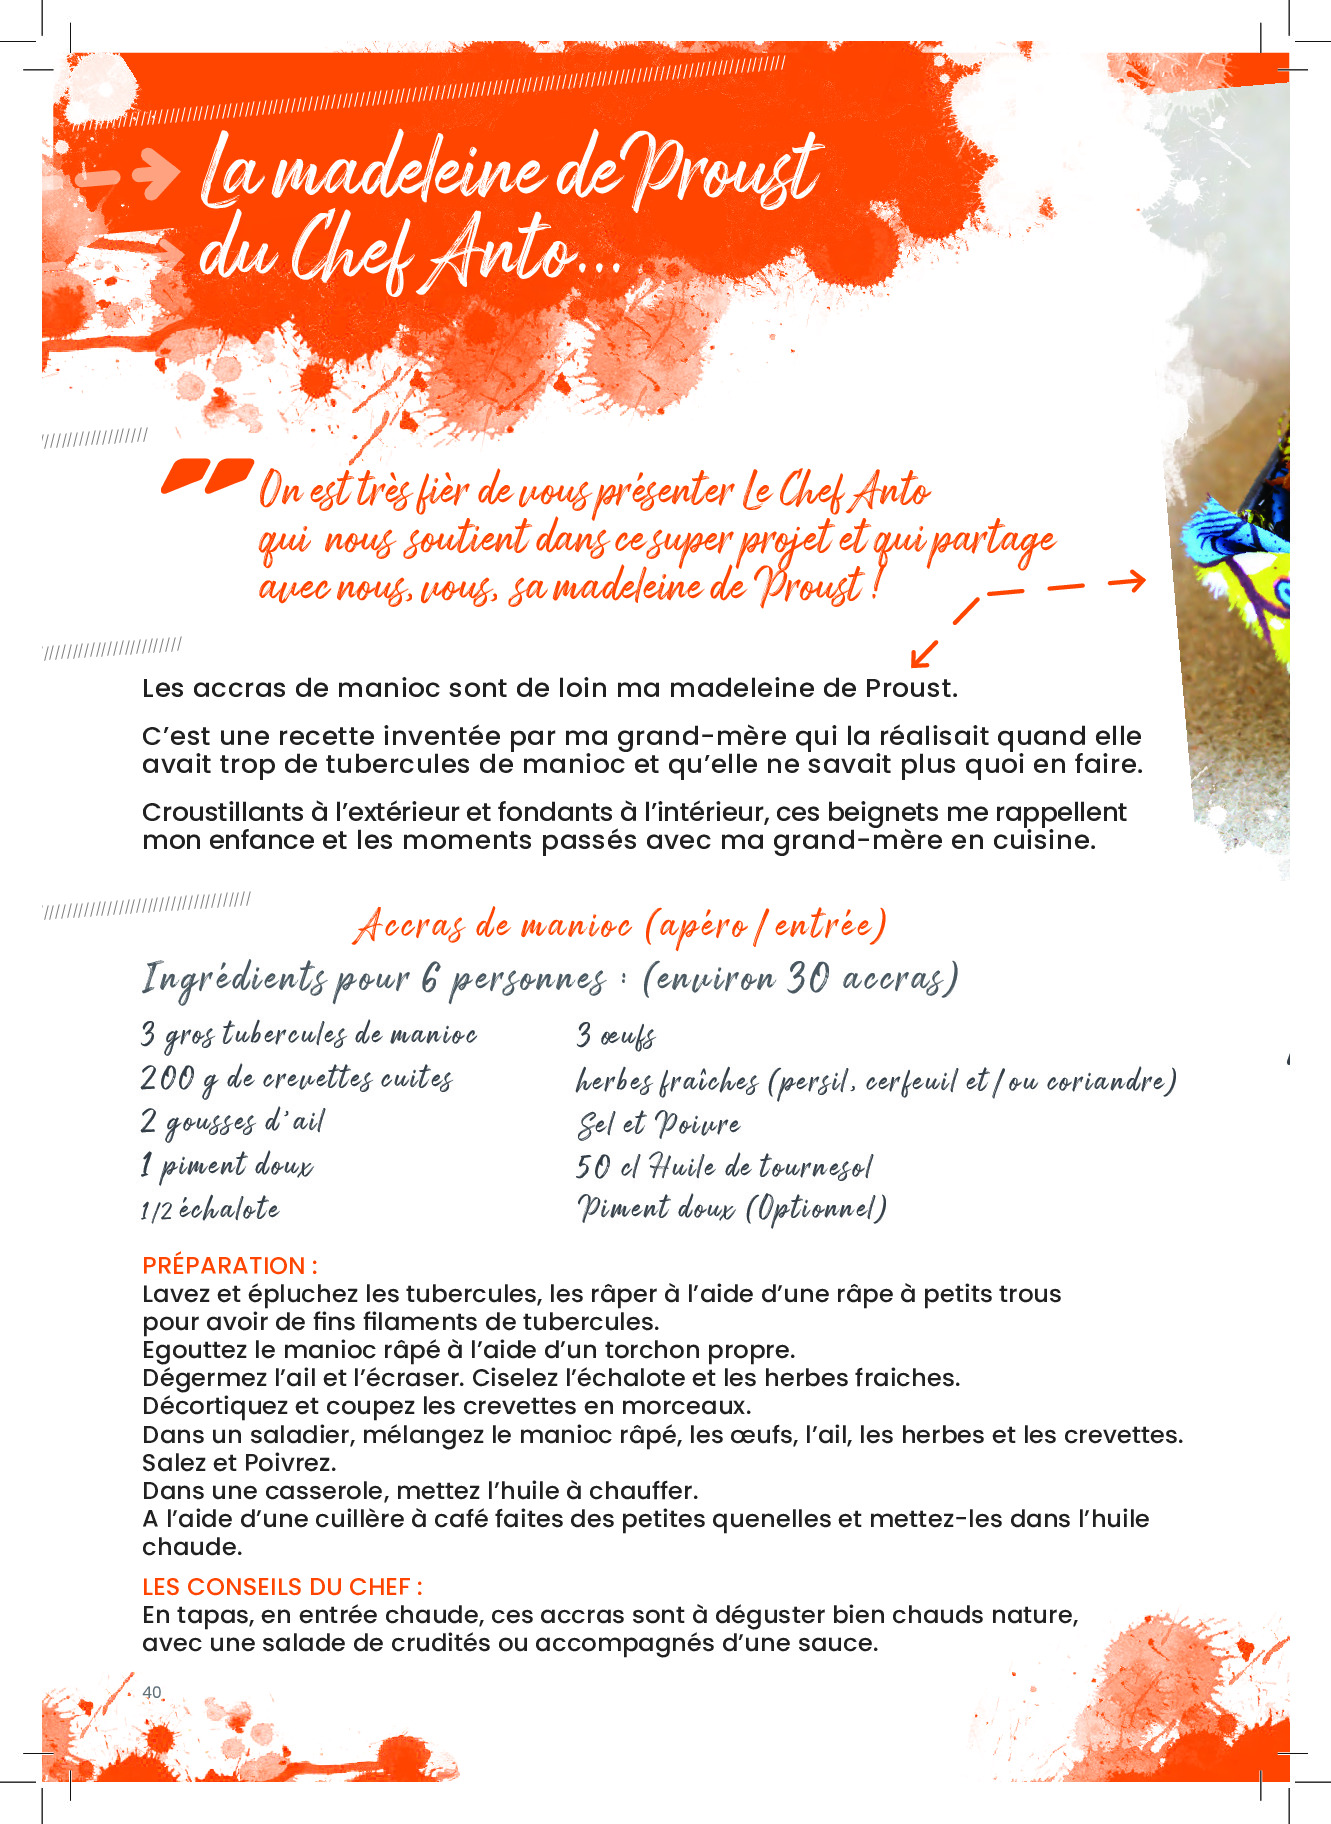 La madeleine de Proust
du Chef Anto...
On est très fièr de vous présenter Le Chef Anto
qui nous soutient dans ce super projet et qui partage
avec nous, vous, sa madeleine de Proust !
Les accras de manioc sont de loin ma madeleine de Proust.
C'est une recette inventée par ma grand-mère qui la réalisait quand elle
avait trop de tubercules de manioc et qu'elle ne savait plus quoi en faire.
Croustillants à l'extérieur et fondants à l'intérieur, ces beignets me rappellent
mon enfance et les moments passés avec ma grand-mère en cuisine.
Accras de manioc (apéro / entrée)
Ingrédients pour 6 personnes : (environ 30 accras)
3 gros tubercules de manioc
200 g de crevettes cuites
2 gousses d'ail
1 piment doux
1/2 échalote
3 œufs
herbes fraîches (persil, cerfeuil et / ou coriandre)
Sel et Poivre
50 cl Huile de tournesol
Piment doux (Optionnel)
PRÉPARATION :
Lavez et épluchez les tubercules, les râper à l'aide d'une râpe à petits trous
pour avoir de fins filaments de tubercules.
Egouttez le manioc râpé à l'aide d'un torchon propre.
Dégermez l'ail et l'écraser. Ciselez l'échalote et les herbes fraiches.
Décortiquez et coupez les crevettes en morceaux.
Dans un saladier, mélangez le manioc râpé, les œufs, l'ail, les herbes et les crevettes.
Salez et Poivrez.
Dans une casserole, mettez l'huile à chauffer.
A l'aide d'une cuillère à café faites des petites quenelles et mettez-les dans l'huile
chaude.
LES CONSEILS DU CHEF :
En tapas, en entrée chaude, ces accras sont à déguster bien chauds nature,
avec une salade de crudités ou accompagnés d'une sauce.
40